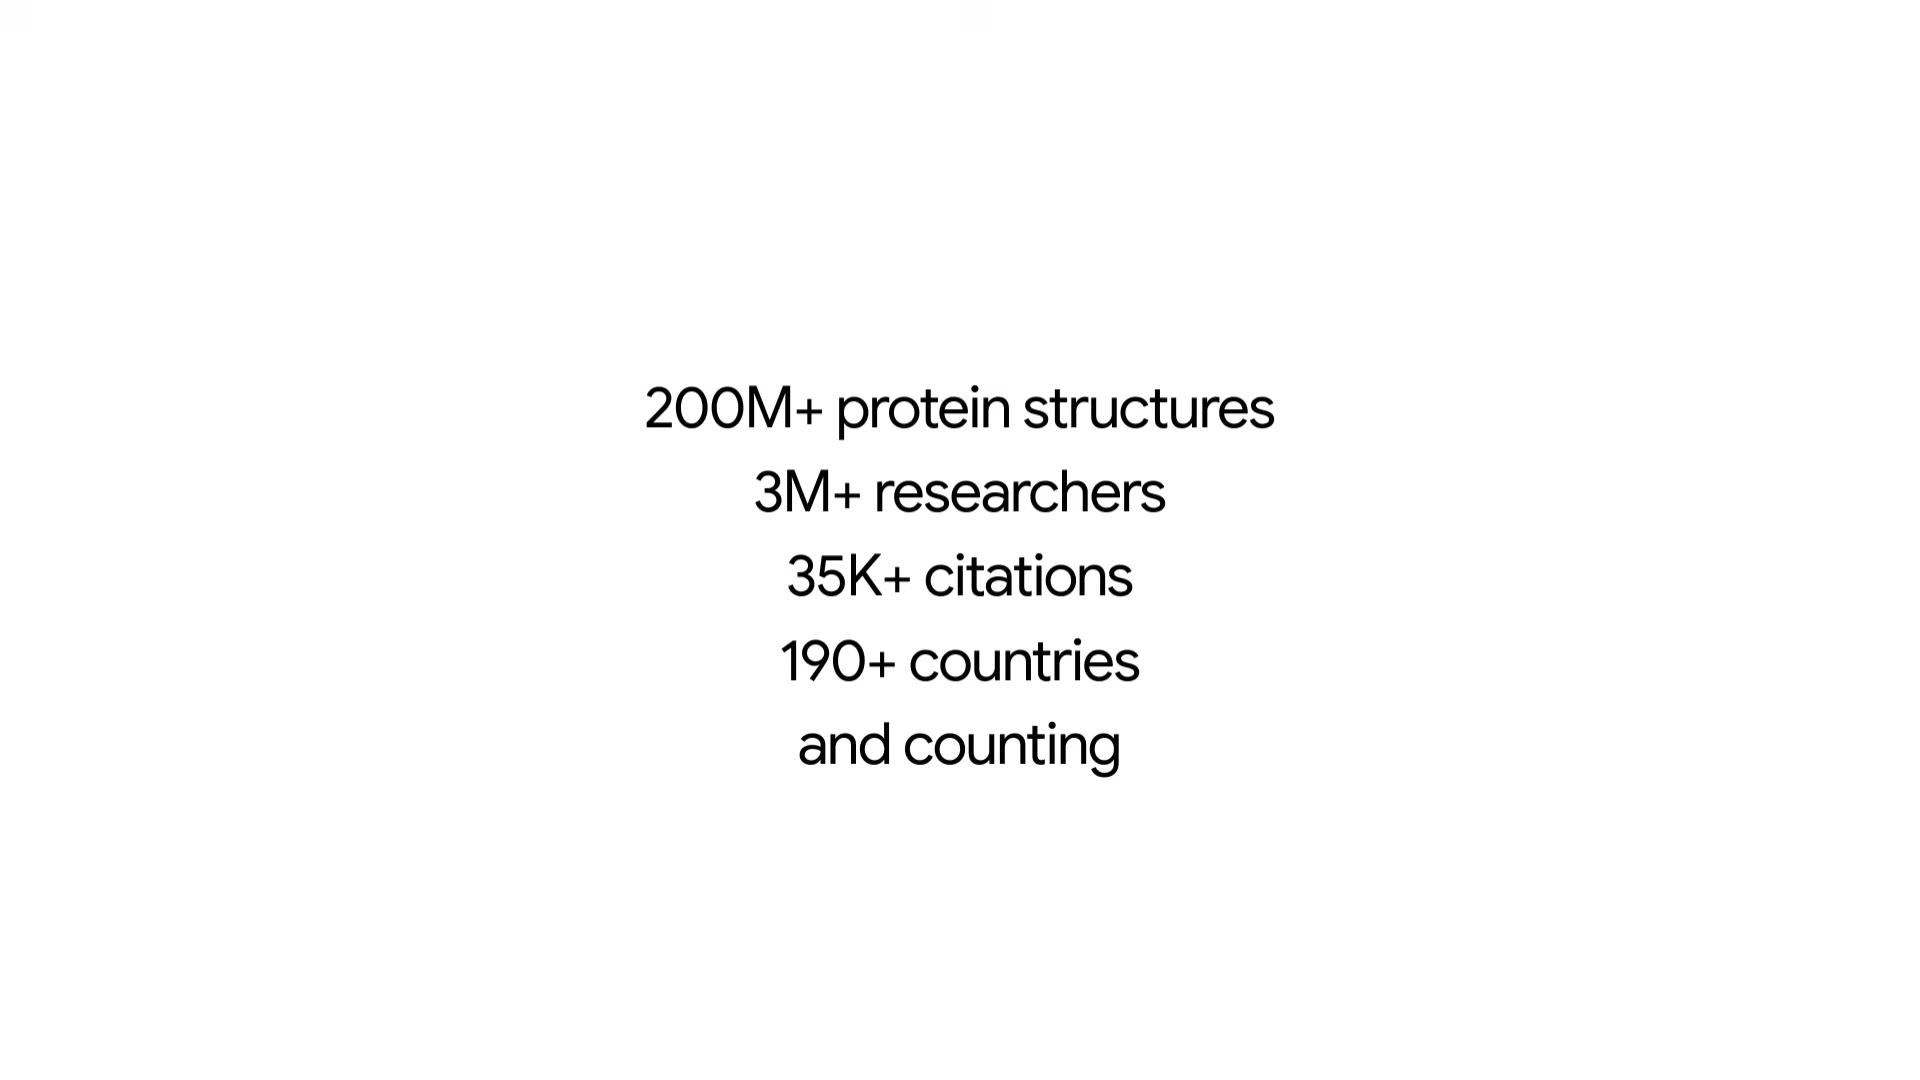 200M+ protein structures
3M+ researchers
35K+ citations
190+ countries
and counting